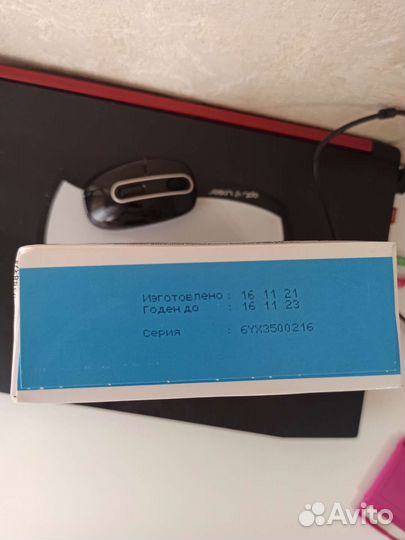 Изготовлено : 16 11 21
Годен до : 16 11 23
Серия : 6YX3500216
Avito